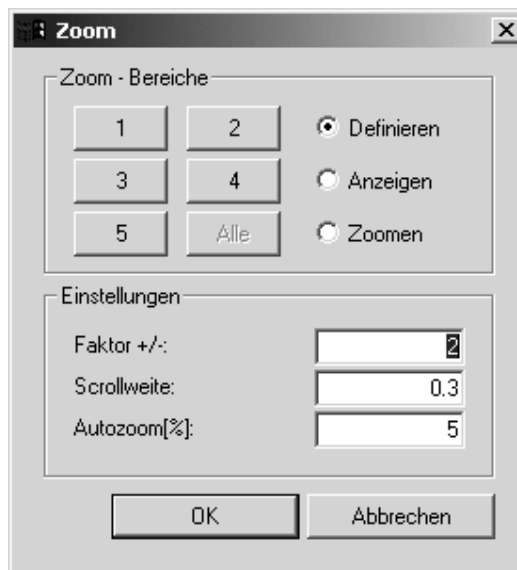 Zoom
Zoom - Bereiche
1 2 Definieren
3 4 Anzeigen
5 Alle Zoomen
Einstellungen
Faktor +/-: 2
Scrollweite: 0.3
Autozoom[%]: 5
OK Abbrechen